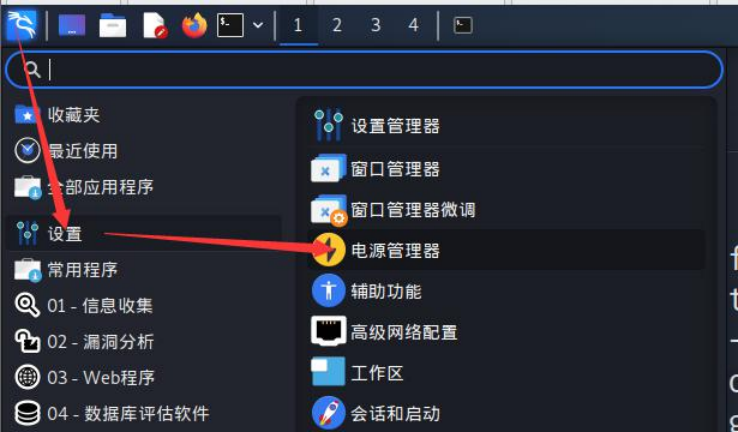 1 2 3 4
收藏夹
最近使用
全部应用程序
设置
常用程序
01 - 信息收集
02 - 漏洞分析
03 - Web程序
04 - 数据库评估软件
设置管理器
窗口管理器
窗口管理器微调
电源管理器
辅助功能
高级网络配置
工作区
会话和启动